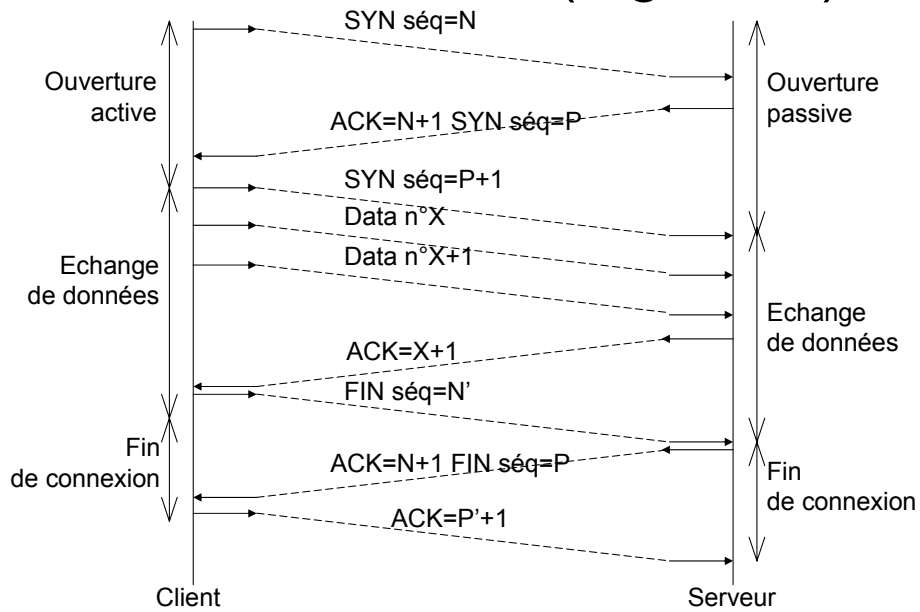 SYN séq=N
Ouverture
active
Ouverture
passive
ACK=N+1 SYN séq=P
SYN séq=P+1
Data n°X
Data n°X+1
Echange
de données
Echange
de données
ACK=X+1
FIN séq=N’
Fin
de connexion
ACK=N+1 FIN séq=P
Fin
de connexion
ACK=P’+1
Client
Serveur